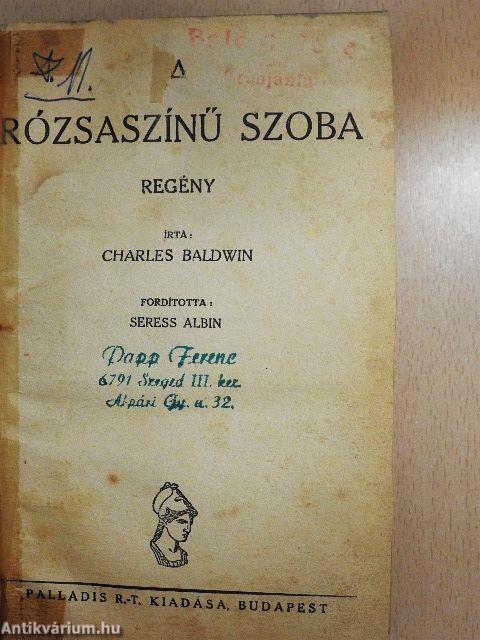 11.
A
RÓZSASZÍNŰ SZOBA
REGÉNY
ÍRTA:
CHARLES BALDWIN
FORDÍTOTTA:
SERESS ALBIN
Papp Ferenc
6791 Szeged III. ker.
Alpári Gy. u. 32.
PALLADIS R.-T. KIADÁSA, BUDAPEST
Antikvárium.hu